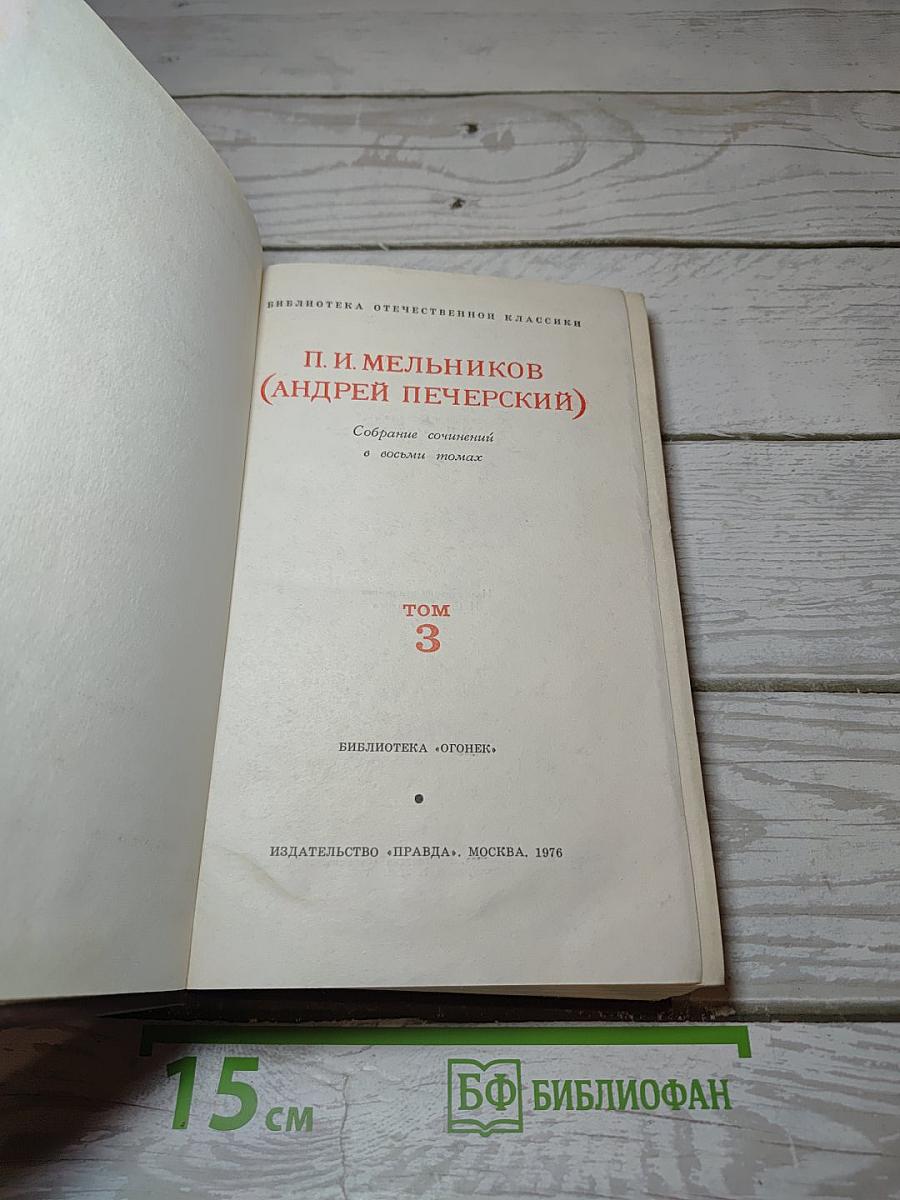 БИБЛИОТЕКА ОТЕЧЕСТВЕННОЙ КЛАССИКИ
П. И. МЕЛЬНИКОВ
(АНДРЕЙ ПЕЧЕРСКИЙ)
Собрание сочинений
в восьми томах
ТОМ
3
БИБЛИОТЕКА «ОГОНЕК»
ИЗДАТЕЛЬСТВО «ПРАВДА». МОСКВА. 1976
15 см
БФ БИБЛИОФАН